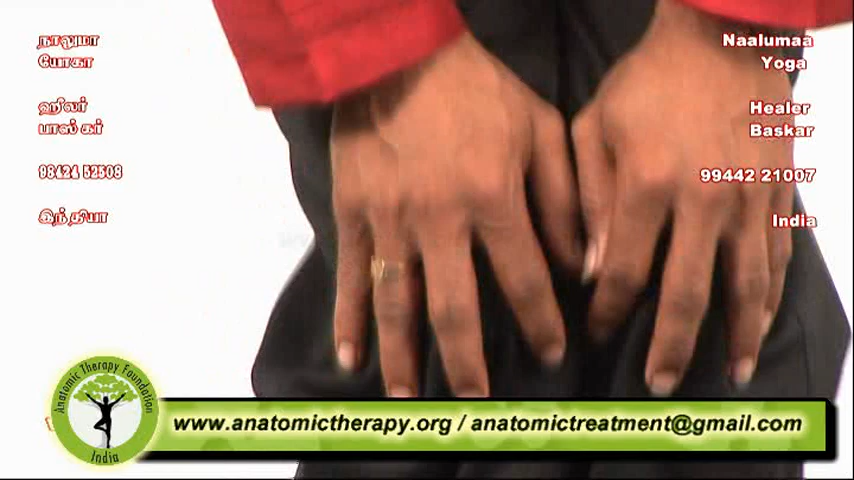 நாலுமா
யோகா
ஹீலர்
பாஸ்கர்
98424 52508
இந்தியா
Naalumaa
Yoga
Healer
Baskar
99442 21007
India
Anatomic Therapy Foundation
India
www.anatomictherapy.org / anatomictreatment@gmail.com